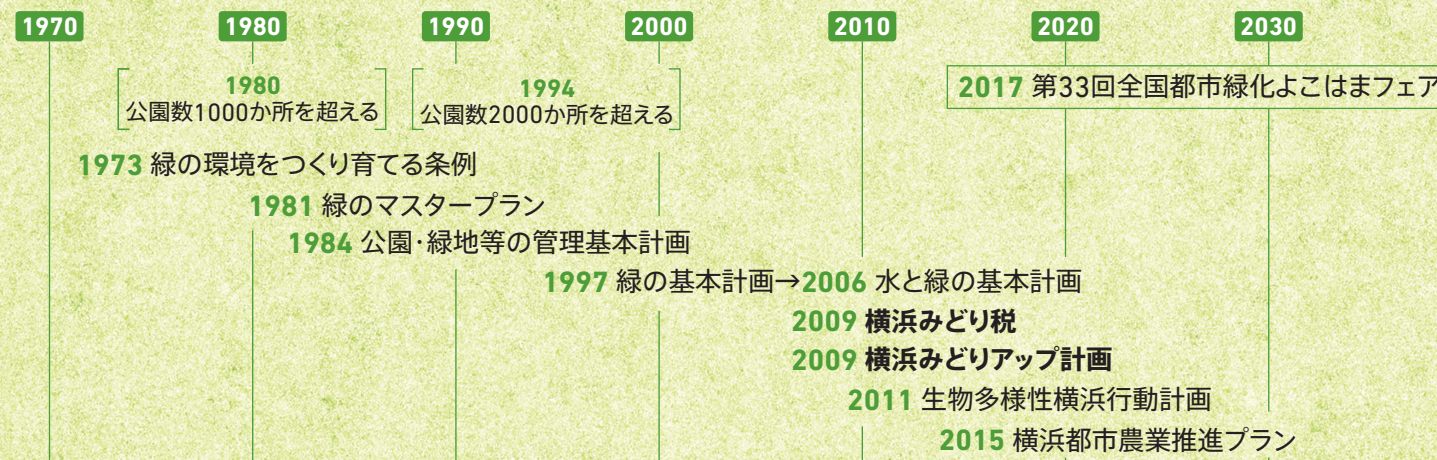 1970 1980 1990 2000 2010 2020 2030
1980
公園数1000か所を超える
1994
公園数2000か所を超える
2017 第33回全国都市緑化よこはまフェア
1973 緑の環境をつくり育てる条例
1981 緑のマスタープラン
1984 公園・緑地等の管理基本計画
1997 緑の基本計画→2006 水と緑の基本計画
2009 横浜みどり税
2009 横浜みどりアップ計画
2011 生物多様性横浜行動計画
2015 横浜都市農業推進プラン